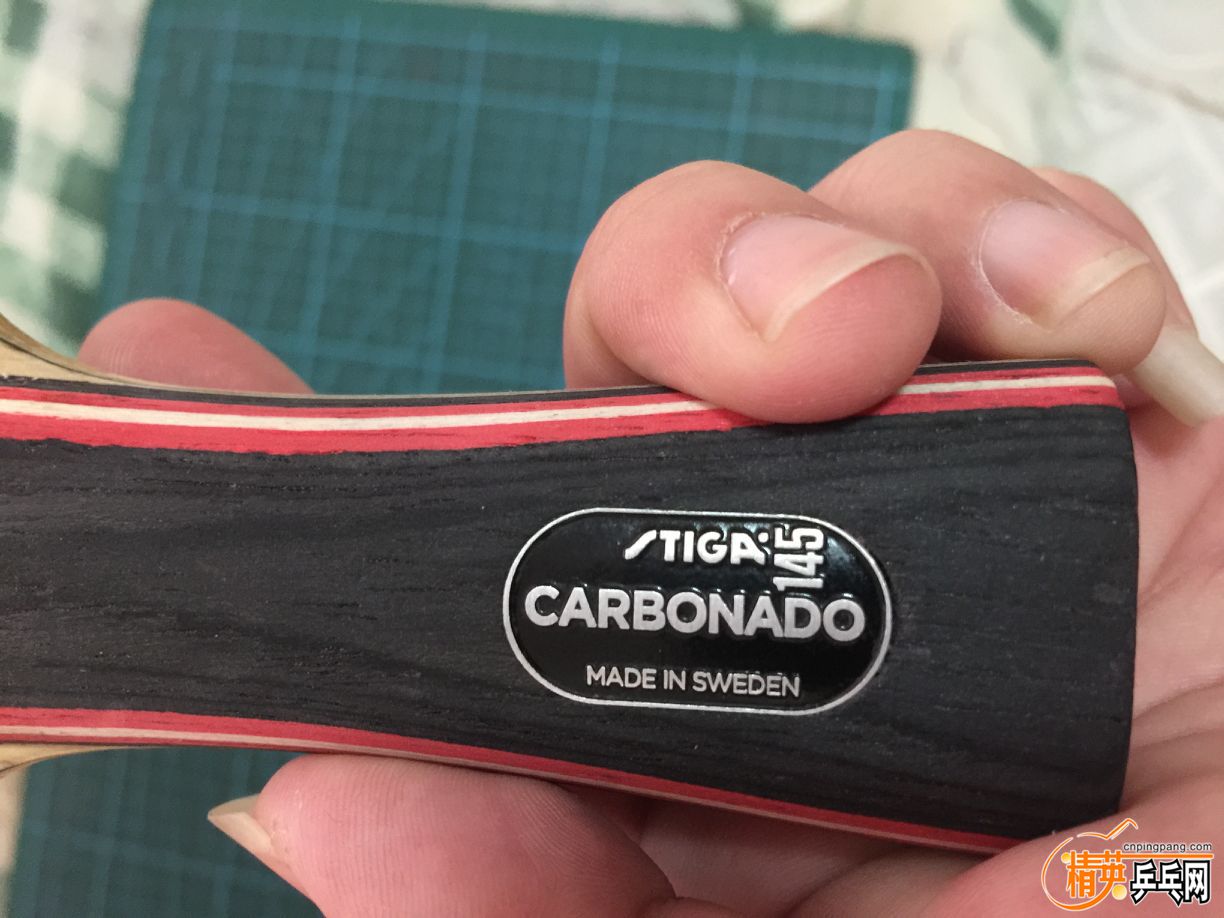 STIGA
145
CARBONADO
MADE IN SWEDEN
cnpingpang.com
精英乒乓网